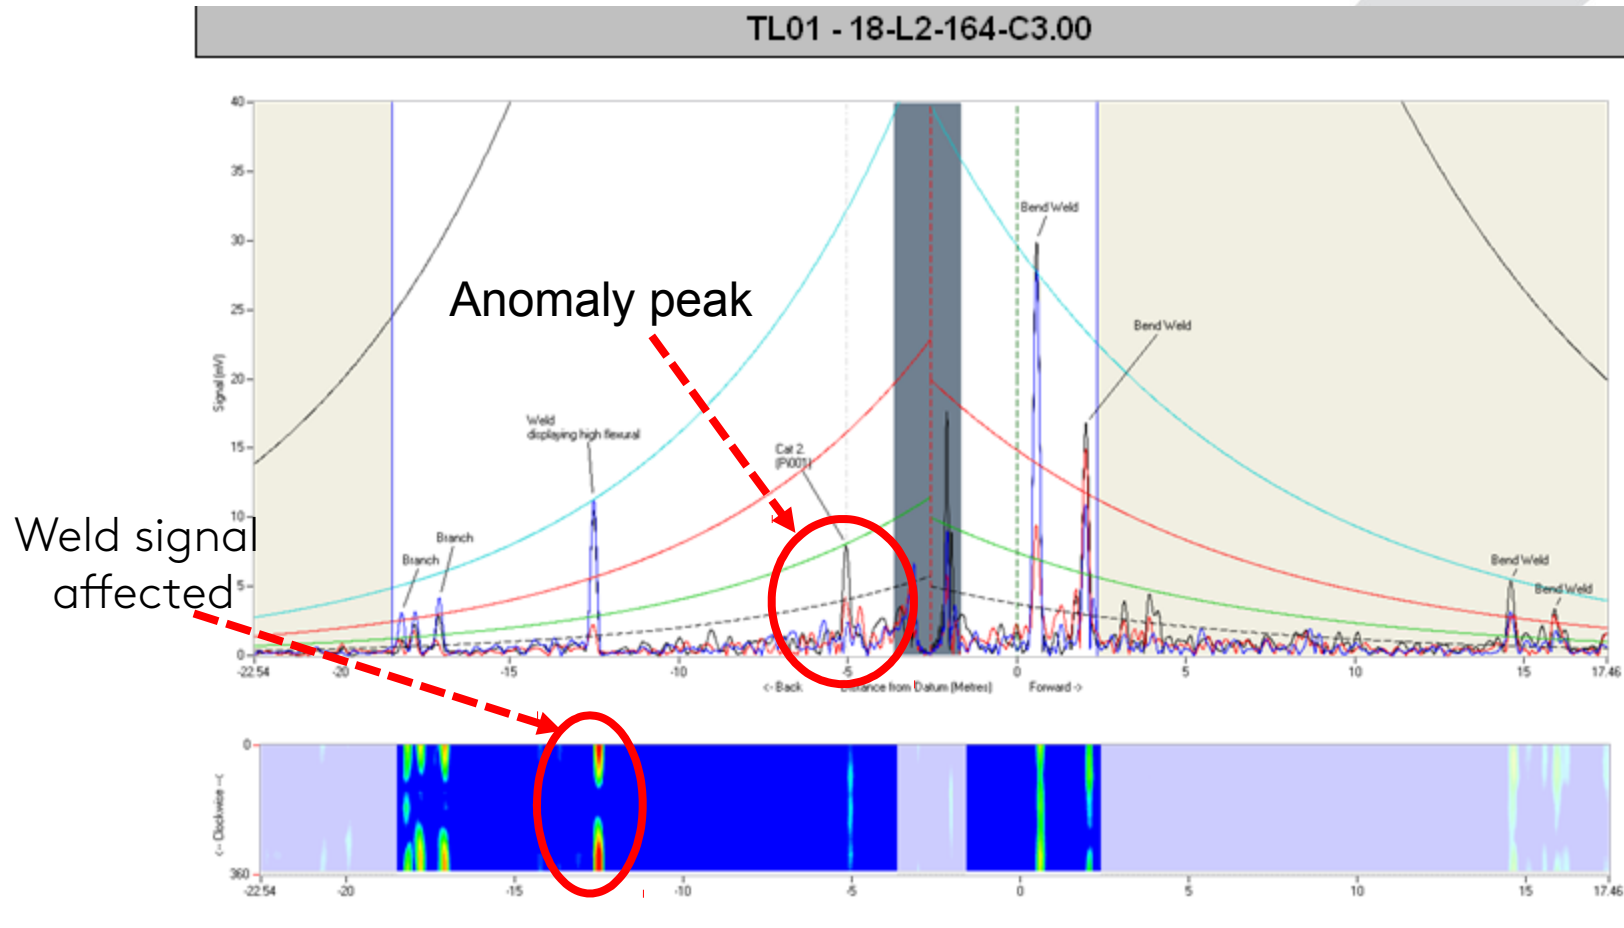 TL01 - 18-L2-164-C3.00
40
35
30
25
20
15
10
5
0
Signal (mV)
Bend Weld
Bend Weld
Anomaly peak
Weld
displaying high flexural
Cat 2.
(P\001)
Weld signal
affected
Branch
Branch
Bend Weld
Bend Weld
-22.54 -20 -15 -10 -5 0 5 10 15 17.46
<- Back Distance from Datum (Metres) Forward ->
0
<-- Clockwise --<
360
-22.54 -20 -15 -10 -5 0 5 10 15 17.46